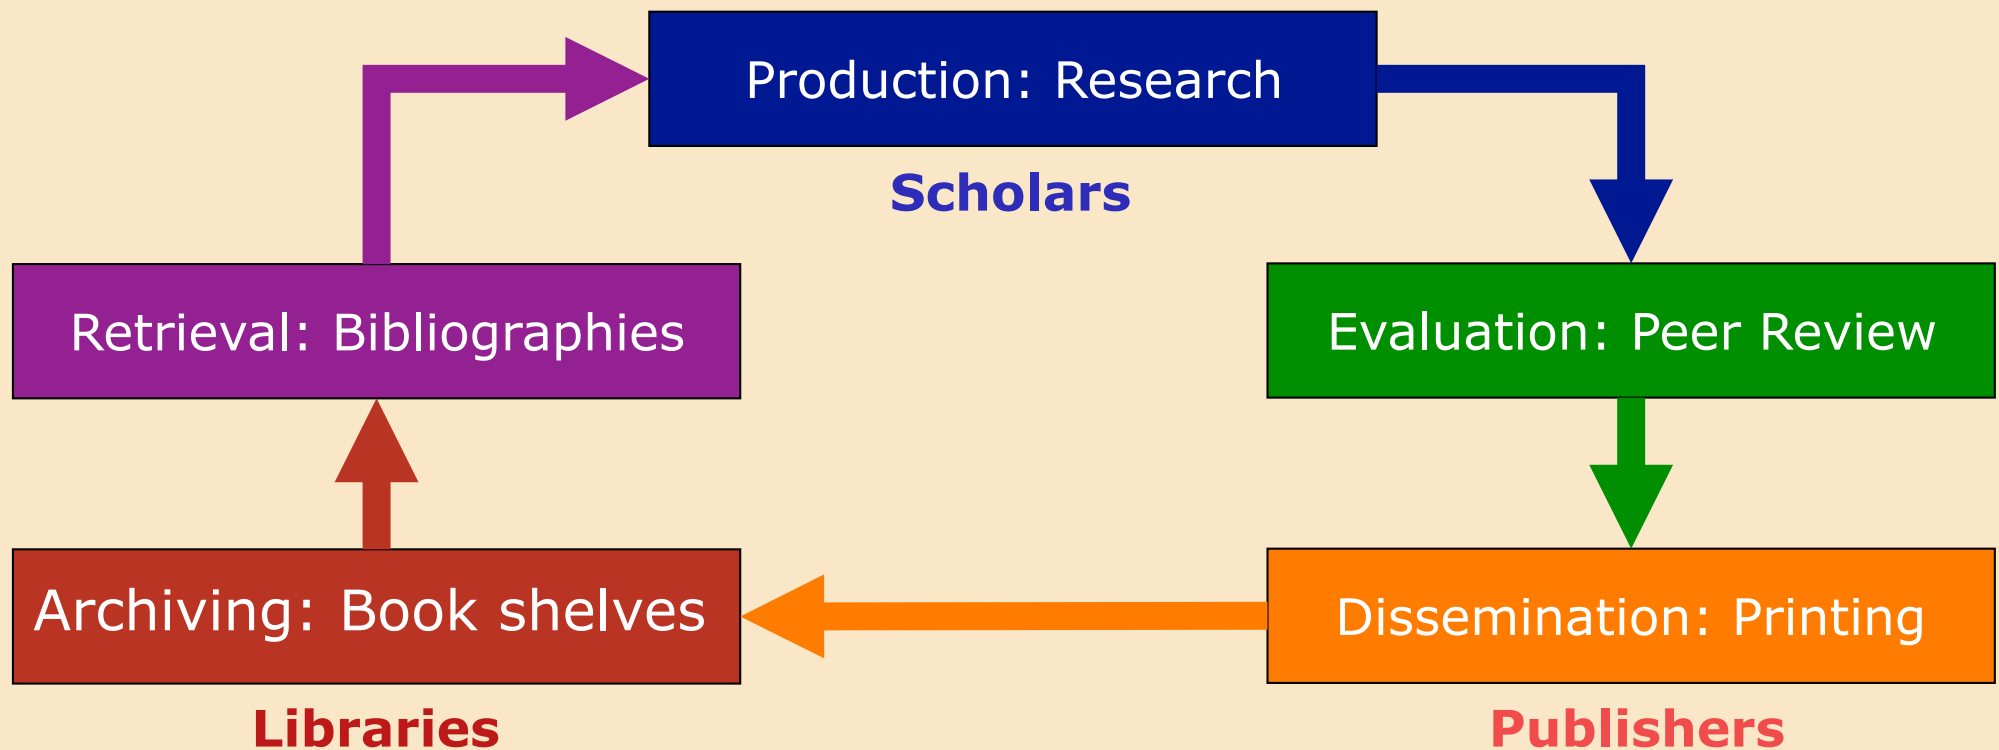 Production: Research
Scholars
Retrieval: Bibliographies
Evaluation: Peer Review
Archiving: Book shelves
Dissemination: Printing
Libraries
Publishers